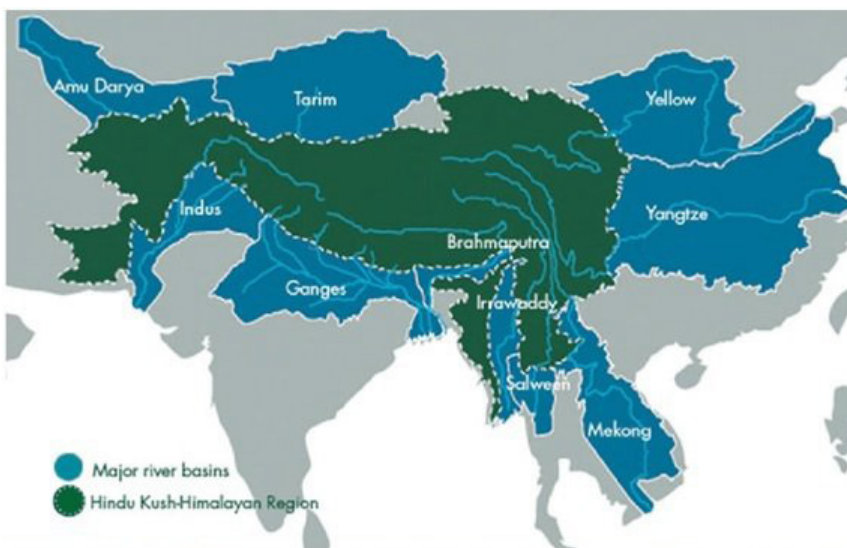 Amu Darya
Tarim
Yellow
Indus
Yangtze
Brahmaputra
Ganges
Irrawaddy
Salween
Mekong
Major river basins
Hindu Kush-Himalayan Region